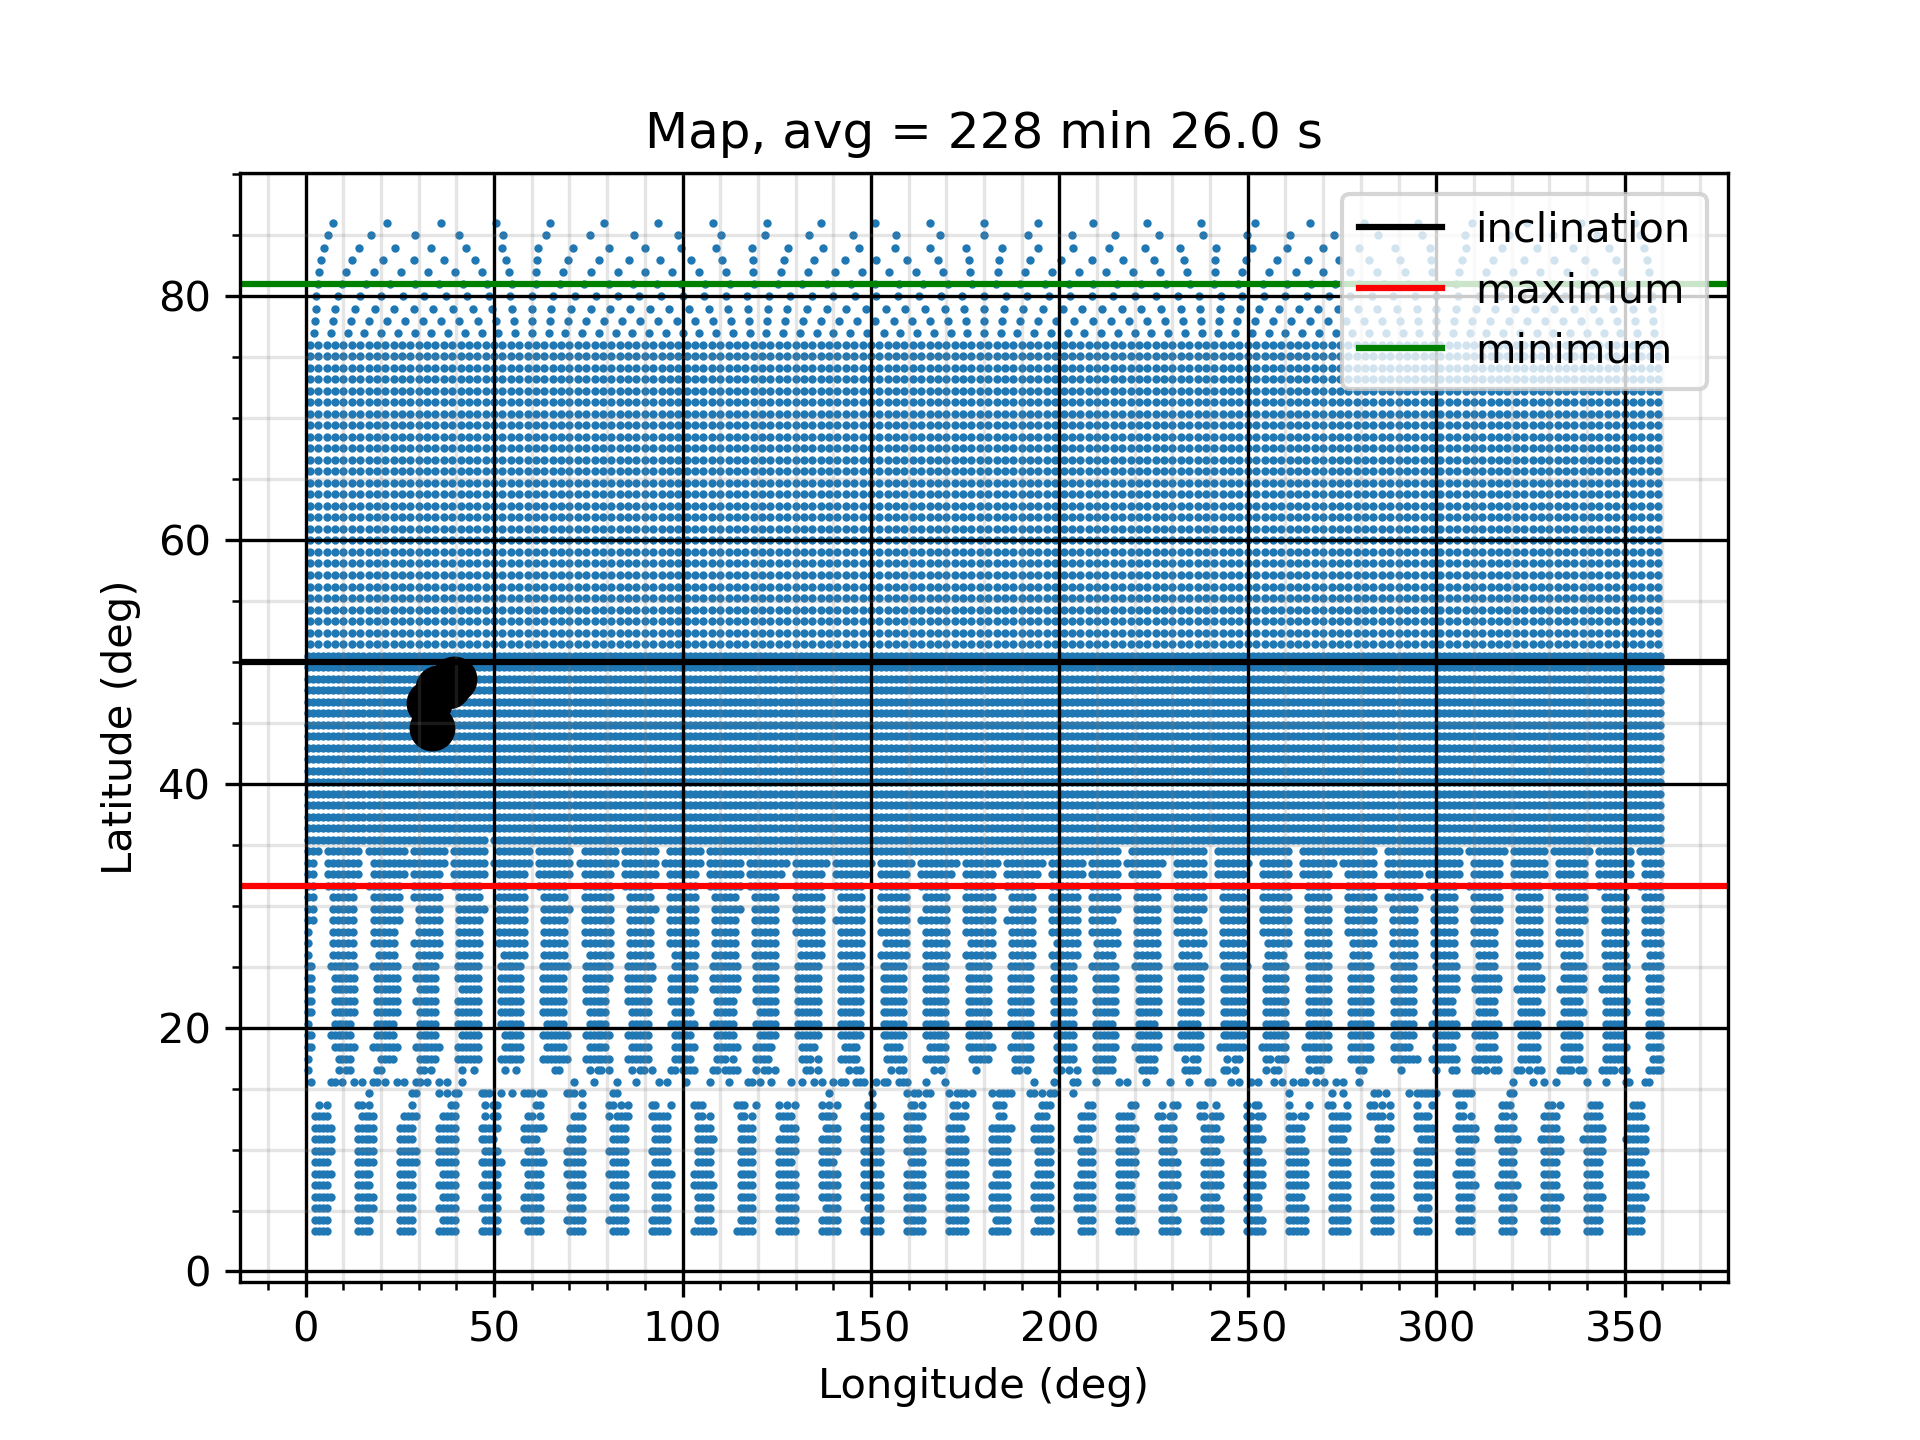 Map, avg = 228 min 26.0 s
inclination
maximum
minimum
80
60
40
20
0
Latitude (deg)
0 50 100 150 200 250 300 350
Longitude (deg)